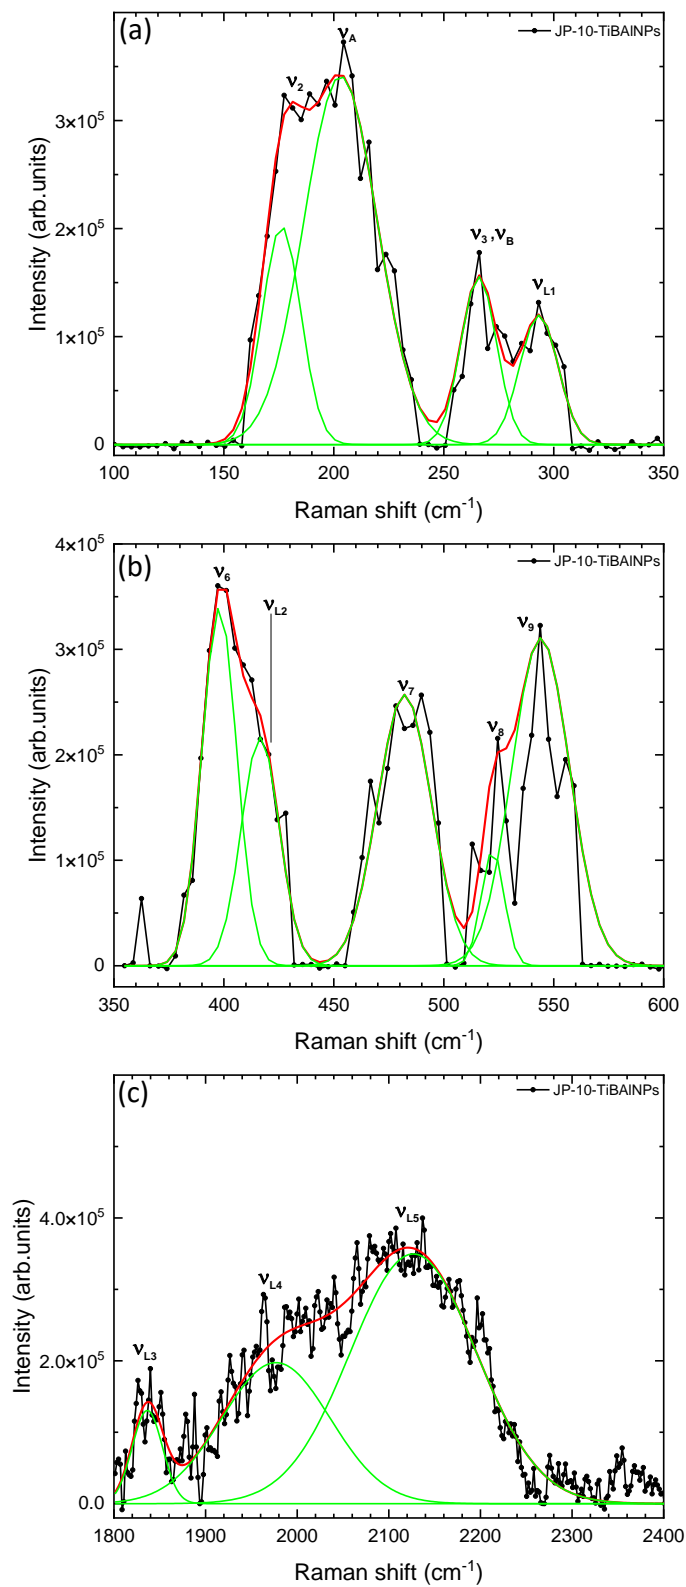 (a)
JP-10-TiBAlNPs
ν2
νA
ν3 ,νB
νL1
3×10^5
2×10^5
1×10^5
0
Intensity (arb.units)
100 150 200 250 300 350
Raman shift (cm^-1)
(b)
JP-10-TiBAlNPs
ν6
νL2
ν7
ν8
ν9
4×10^5
3×10^5
2×10^5
1×10^5
0
Intensity (arb.units)
350 400 450 500 550 600
Raman shift (cm^-1)
(c)
JP-10-TiBAlNPs
νL3
νL4
νL5
4.0×10^5
2.0×10^5
0.0
Intensity (arb.units)
1800 1900 2000 2100 2200 2300 2400
Raman shift (cm^-1)